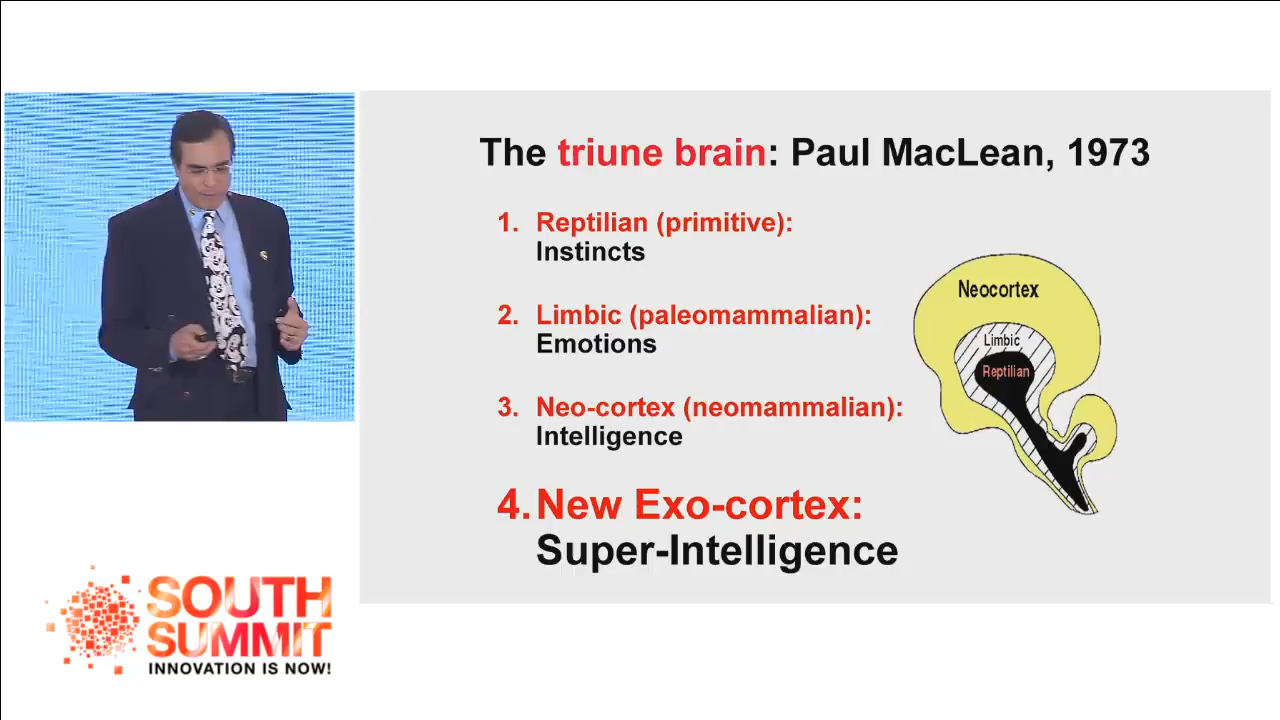 The triune brain: Paul MacLean, 1973
1. Reptilian (primitive):
Instincts
2. Limbic (paleomammalian):
Emotions
3. Neo-cortex (neomammalian):
Intelligence
4. New Exo-cortex:
Super-Intelligence
Neocortex
Limbic
Reptilian
SOUTH
SUMMIT
INNOVATION IS NOW!